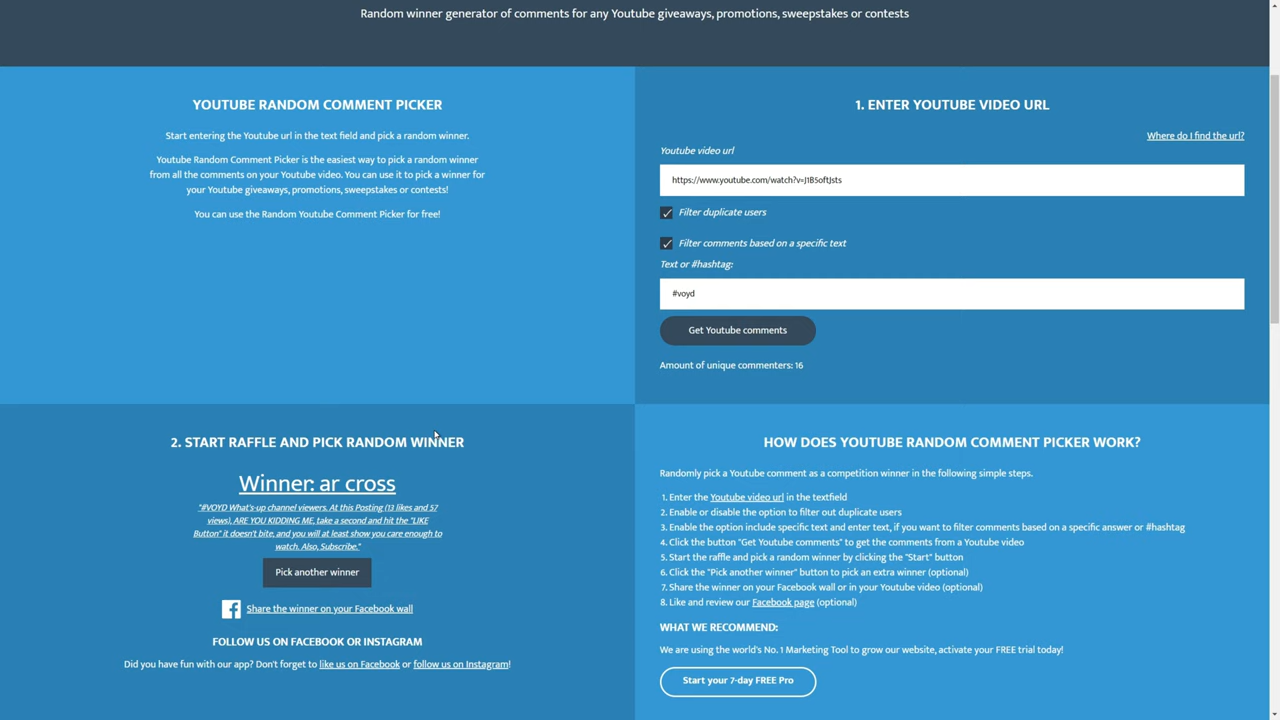 Random winner generator of comments for any Youtube giveaways, promotions, sweepstakes or contests
YOUTUBE RANDOM COMMENT PICKER
Start entering the Youtube url in the text field and pick a random winner.
Youtube Random Comment Picker is the easiest way to pick a random winner
from all the comments on your Youtube video. You can use it to pick a winner for
your Youtube giveaways, promotions, sweepstakes or contests!
You can use the Random Youtube Comment Picker for free!
1. ENTER YOUTUBE VIDEO URL
Where do I find the url?
Youtube video url
https://www.youtube.com/watch?v=J1B5oftJsts
Filter duplicate users
Filter comments based on a specific text
Text or #hashtag:
#voyd
Get Youtube comments
Amount of unique commenters: 16
2. START RAFFLE AND PICK RANDOM WINNER
Winner: ar cross
"#VOYD What's-up channel viewers. At this Posting (13 likes and 57
views), ARE YOU KIDDING ME, take a second and hit the "LIKE
Button" it doesn't bite, and you will at least show you care enough to
watch. Also, Subscribe."
Pick another winner
Share the winner on your Facebook wall
FOLLOW US ON FACEBOOK OR INSTAGRAM
Did you have fun with our app? Don't forget to like us on Facebook or follow us on Instagram!
HOW DOES YOUTUBE RANDOM COMMENT PICKER WORK?
Randomly pick a Youtube comment as a competition winner in the following simple steps.
1. Enter the Youtube video url in the textfield
2. Enable or disable the option to filter out duplicate users
3. Enable the option include specific text and enter text, if you want to filter comments based on a specific answer or #hashtag
4. Click the button "Get Youtube comments" to get the comments from a Youtube video
5. Start the raffle and pick a random winner by clicking the "Start" button
6. Click the "Pick another winner" button to pick an extra winner (optional)
7. Share the winner on your Facebook wall or in your Youtube video (optional)
8. Like and review our Facebook page (optional)
WHAT WE RECOMMEND:
We are using the world's No. 1 Marketing Tool to grow our website, activate your FREE trial today!
Start your 7-day FREE Pro